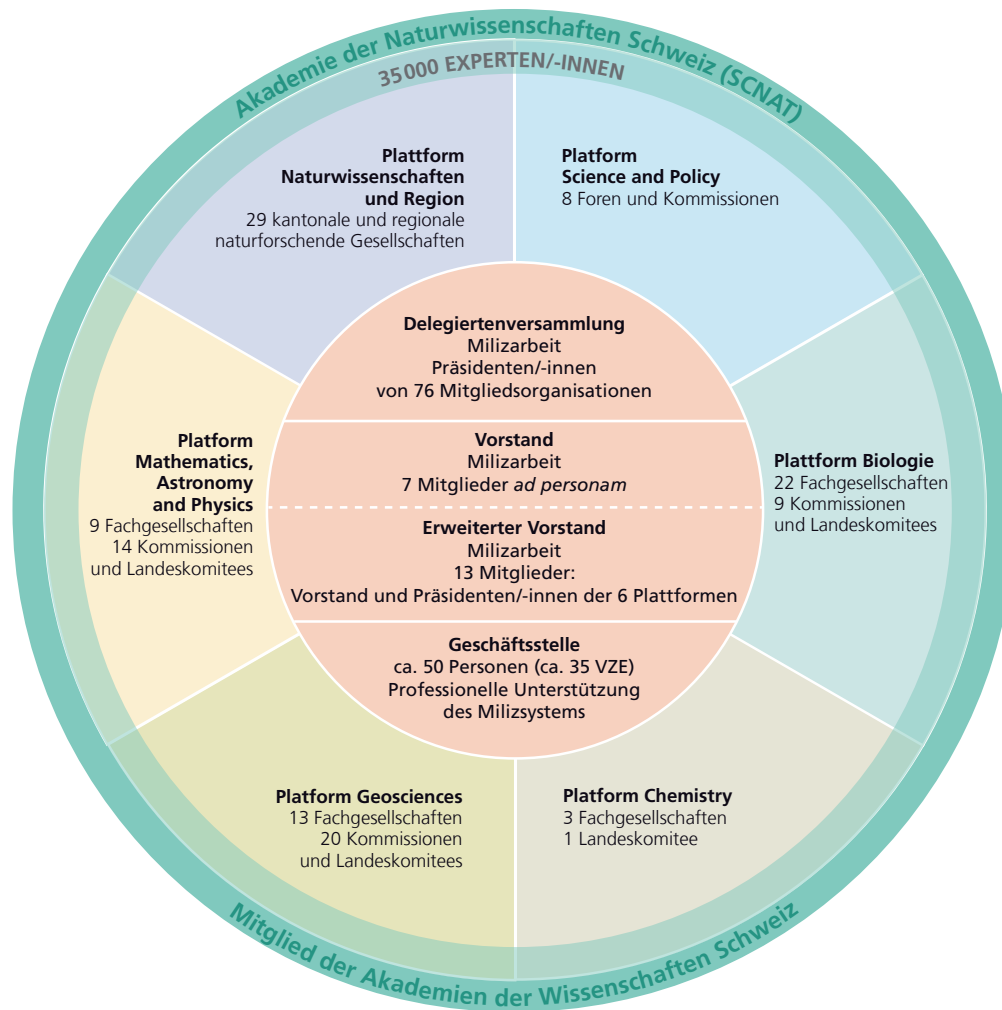 Akademie der Naturwissenschaften Schweiz (SCNAT)
35 000 EXPERTEN/-INNEN
Plattform
Naturwissenschaften
und Region
29 kantonale und regionale
naturforschende Gesellschaften
Platform
Science and Policy
8 Foren und Kommissionen
Delegiertenversammlung
Milizarbeit
Präsidenten/-innen
von 76 Mitgliedsorganisationen
Platform
Mathematics,
Astronomy
and Physics
9 Fachgesellschaften
14 Kommissionen
und Landeskomitees
Vorstand
Milizarbeit
7 Mitglieder ad personam
Erweiterter Vorstand
Milizarbeit
13 Mitglieder:
Vorstand und Präsidenten/-innen der 6 Plattformen
Plattform Biologie
22 Fachgesellschaften
9 Kommissionen
und Landeskomitees
Geschäftsstelle
ca. 50 Personen (ca. 35 VZE)
Professionelle Unterstützung
des Milizsystems
Platform Geosciences
13 Fachgesellschaften
20 Kommissionen
und Landeskomitees
Platform Chemistry
3 Fachgesellschaften
1 Landeskomitee
Mitglied der Akademien der Wissenschaften Schweiz